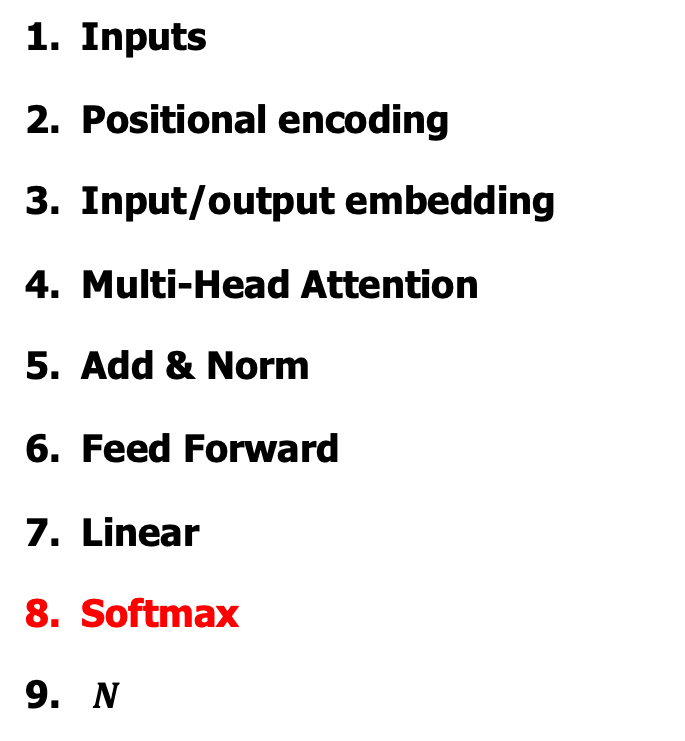 1. Inputs
2. Positional encoding
3. Input/output embedding
4. Multi-Head Attention
5. Add & Norm
6. Feed Forward
7. Linear
8. Softmax
9. N